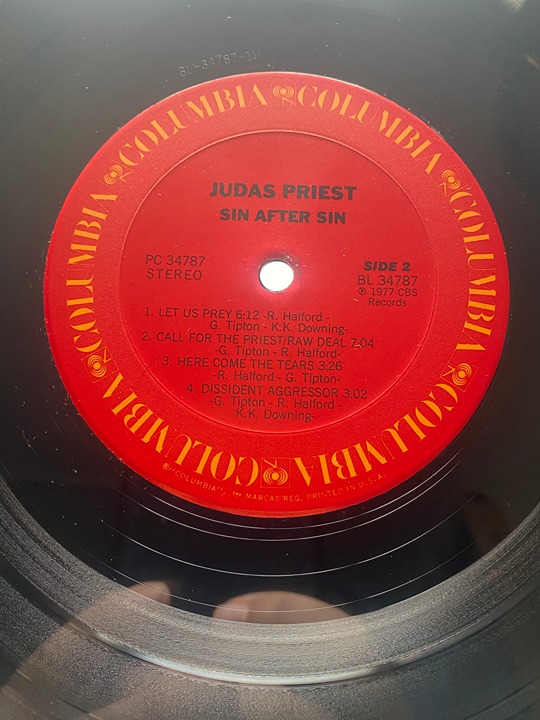 BL-34787-1H
COLUMBIA COLUMBIA COLUMBIA COLUMBIA COLUMBIA COLUMBIA COLUMBIA
JUDAS PRIEST
SIN AFTER SIN
PC 34787
STEREO
SIDE 2
BL 34787
℗ 1977 CBS
Records
1. LET US PREY 6:12 -R. Halford -
G. Tipton - K.K. Downing-
2. CALL FOR THE PRIEST/RAW DEAL 7:04
-G. Tipton - R. Halford-
3. HERE COME THE TEARS 3:26
-R. Halford - G. Tipton-
4. DISSIDENT AGGRESSOR 3:02
-G. Tipton - R. Halford -
K.K. Downing-
®"COLUMBIA", MARCAS REG. PRINTED IN U.S.A.